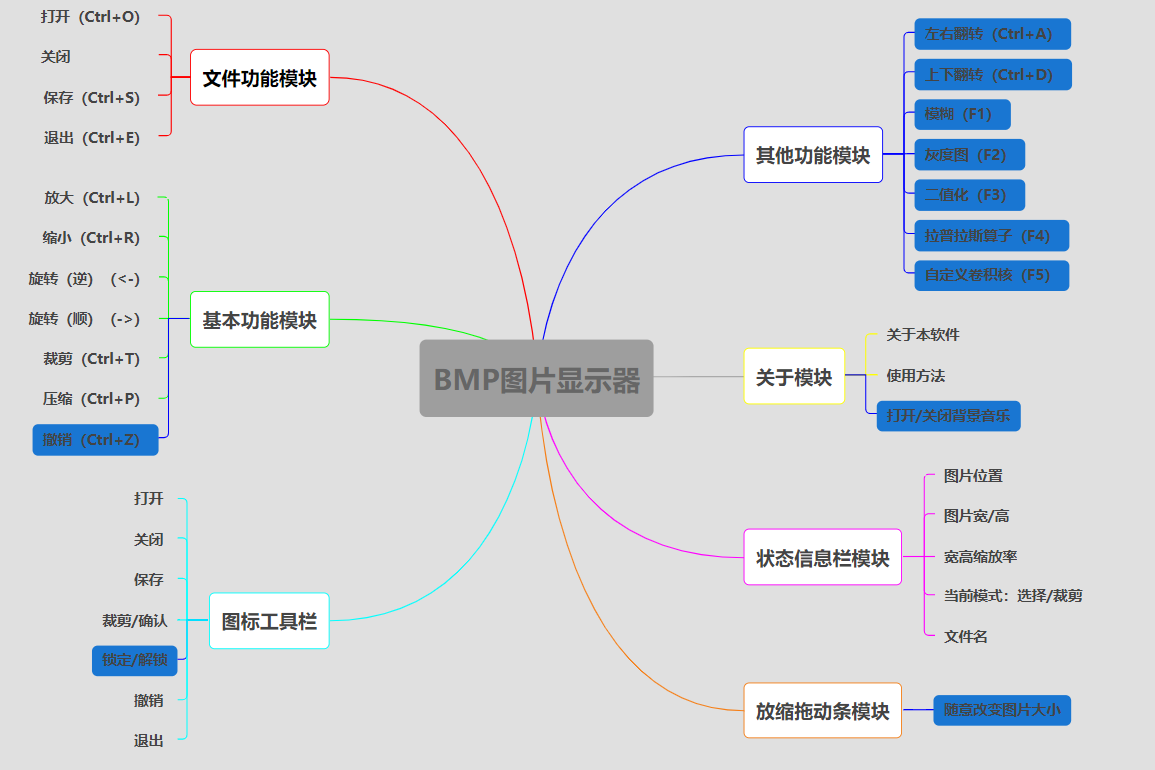 BMP图片显示器
文件功能模块
打开（Ctrl+O）
关闭
保存（Ctrl+S）
退出（Ctrl+E）
基本功能模块
放大（Ctrl+L）
缩小（Ctrl+R）
旋转（逆）（<-）
旋转（顺）（->）
裁剪（Ctrl+T）
压缩（Ctrl+P）
撤销（Ctrl+Z）
图标工具栏
打开
关闭
保存
裁剪/确认
锁定/解锁
撤销
退出
其他功能模块
左右翻转（Ctrl+A）
上下翻转（Ctrl+D）
模糊（F1）
灰度图（F2）
二值化（F3）
拉普拉斯算子（F4）
自定义卷积核（F5）
关于模块
关于本软件
使用方法
打开/关闭背景音乐
状态信息栏模块
图片位置
图片宽/高
宽高缩放率
当前模式：选择/裁剪
文件名
放缩拖动条模块
随意改变图片大小